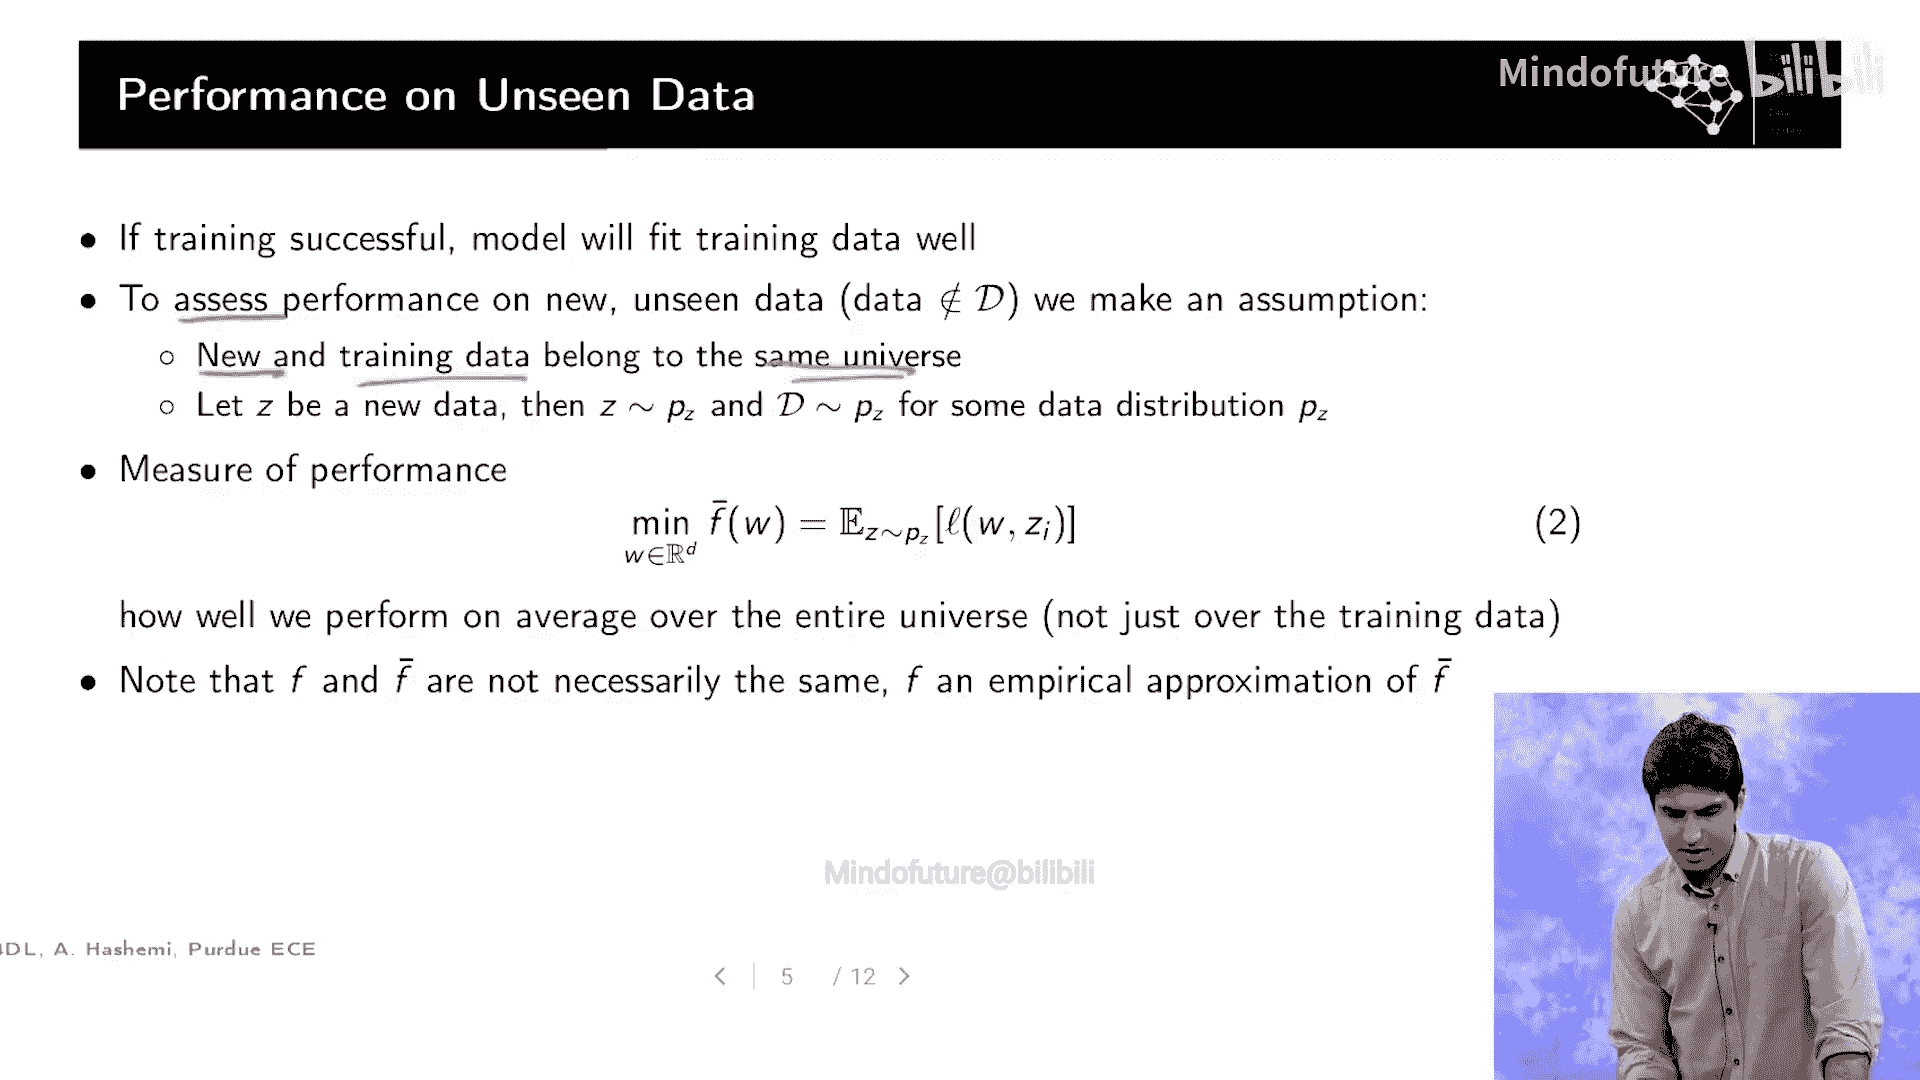 Performance on Unseen Data
Mindofuture
bilibili
• If training successful, model will fit training data well
• To assess performance on new, unseen data (data ∉ 𝒟) we make an assumption:
○ New and training data belong to the same universe
○ Let z be a new data, then z ∼ p_z and 𝒟 ∼ p_z for some data distribution p_z
• Measure of performance
min_{w∈ℝ^d} f̄(w) = 𝔼_{z∼p_z}[ℓ(w, z_i)] (2)
how well we perform on average over the entire universe (not just over the training data)
• Note that f and f̄ are not necessarily the same, f an empirical approximation of f̄
Mindofuture@bilibili
DL, A. Hashemi, Purdue ECE
5 / 12